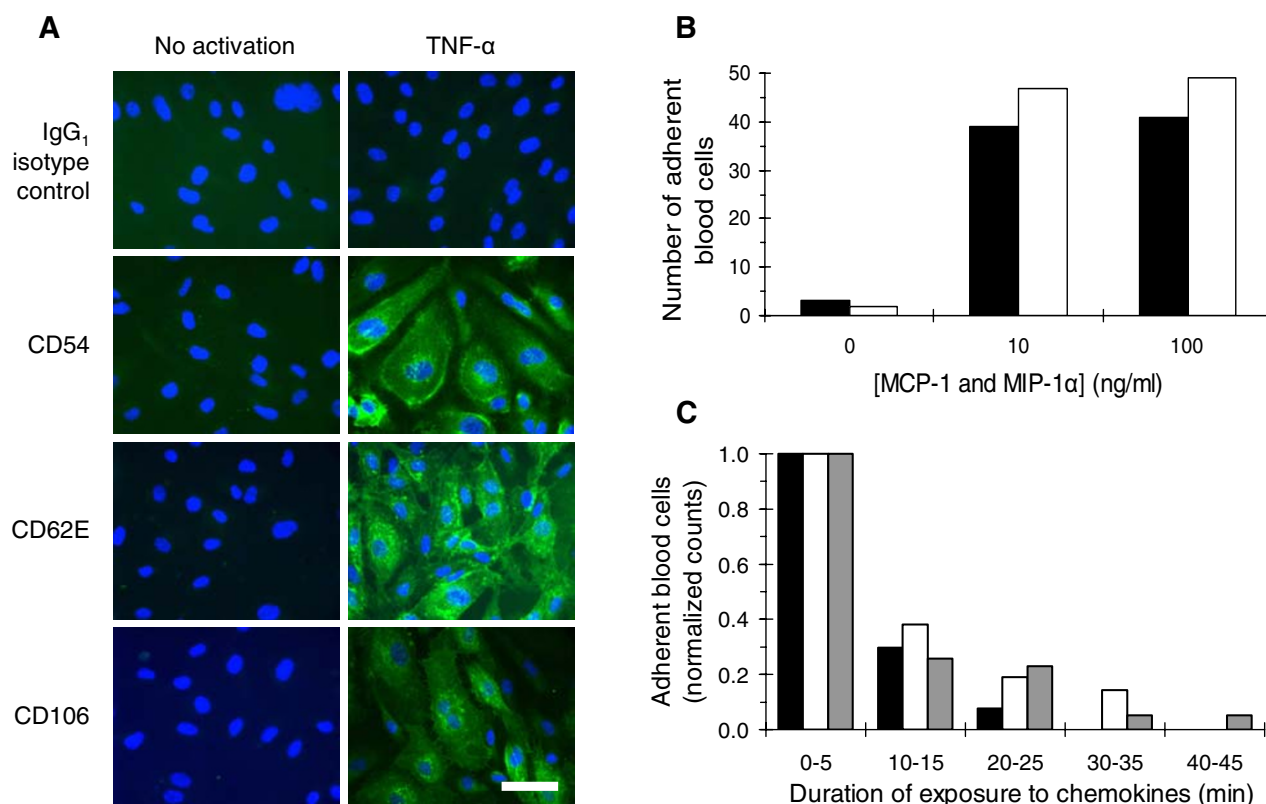 A
No activation
TNF-α
IgG₁
isotype
control
CD54
CD62E
CD106
B
Number of adherent
blood cells
50
40
30
20
10
0
0
10
100
[MCP-1 and MIP-1α] (ng/ml)
C
Adherent blood cells
(normalized counts)
1.0
0.8
0.6
0.4
0.2
0.0
0-5
10-15
20-25
30-35
40-45
Duration of exposure to chemokines (min)